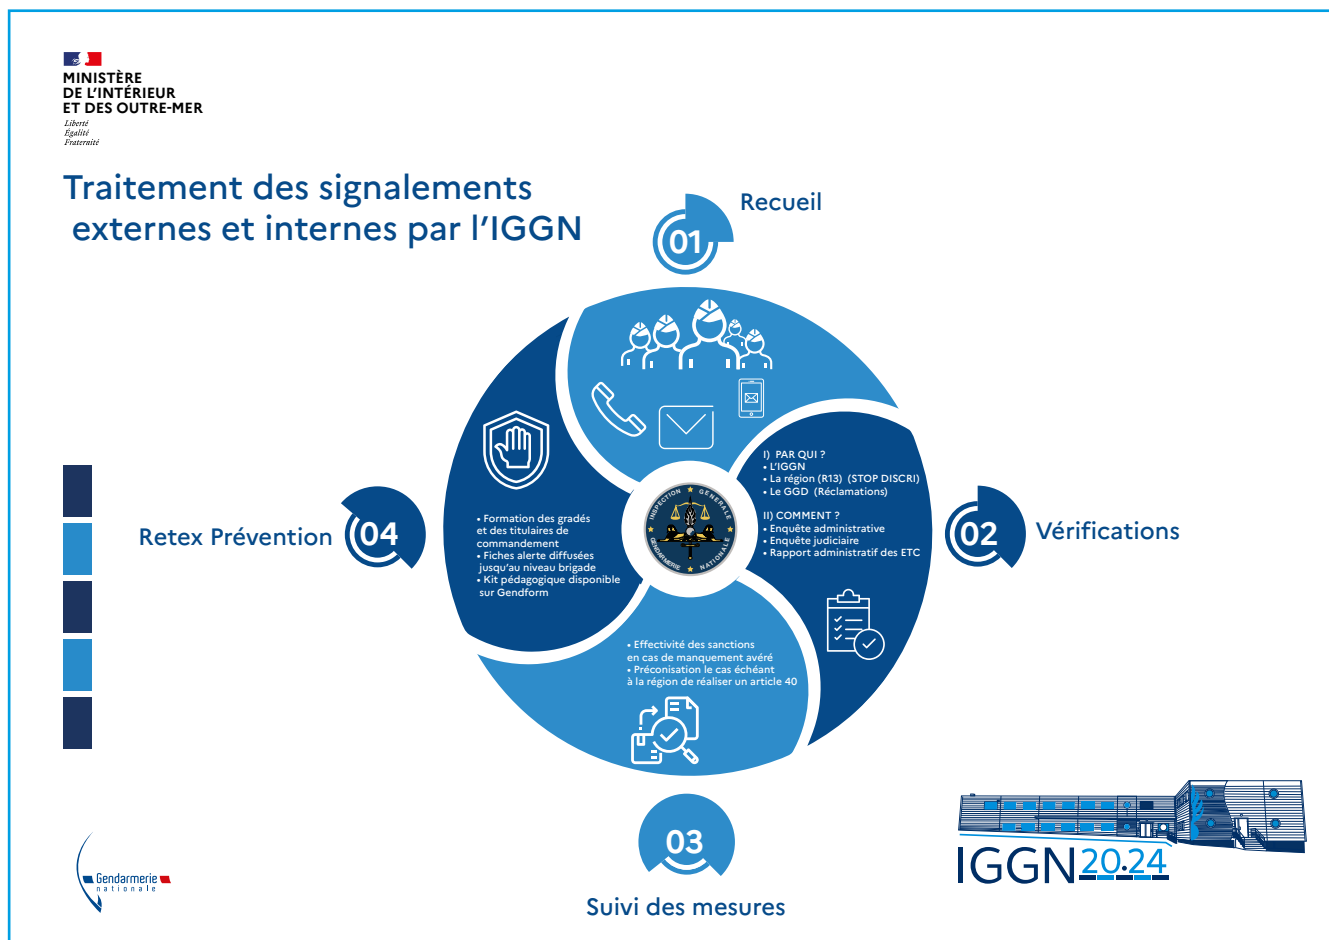 MINISTÈRE
DE L'INTÉRIEUR
ET DES OUTRE-MER
Liberté
Égalité
Fraternité
Traitement des signalements
externes et internes par l'IGGN
01
Recueil
I) PAR QUI ?
• L'IGGN
• La région (R13) (STOP DISCRI)
• Le GGD (Réclamations)
II) COMMENT ?
• Enquête administrative
• Enquête judiciaire
• Rapport administratif des ETC
02
Vérifications
INSPECTION GENERALE
GENDARMERIE NATIONALE
• Effectivité des sanctions
en cas de manquement avéré
• Préconisation le cas échéant
à la région de réaliser un article 40
03
Suivi des mesures
• Formation des gradés
et des titulaires de
commandement
• Fiches alerte diffusées
jusqu'au niveau brigade
• Kit pédagogique disponible
sur Gendform
04
Retex Prévention
Gendarmerie
nationale
IGGN 20.24